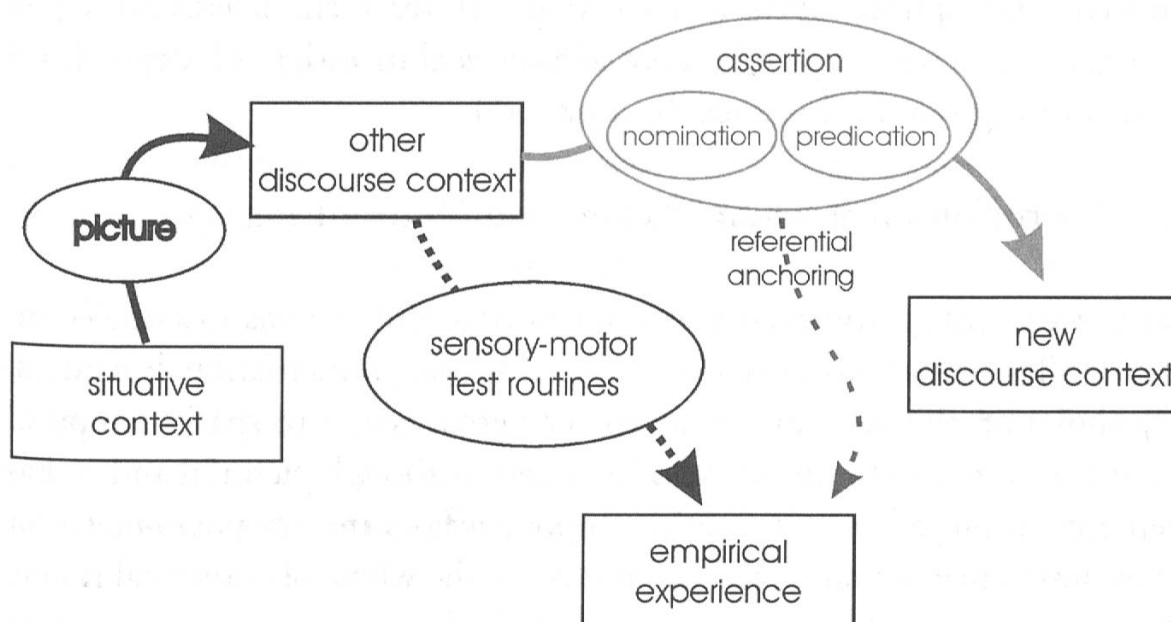 assertion
nomination
predication
other
discourse context
picture
referential
anchoring
sensory-motor
test routines
new
discourse context
situative
context
empirical
experience